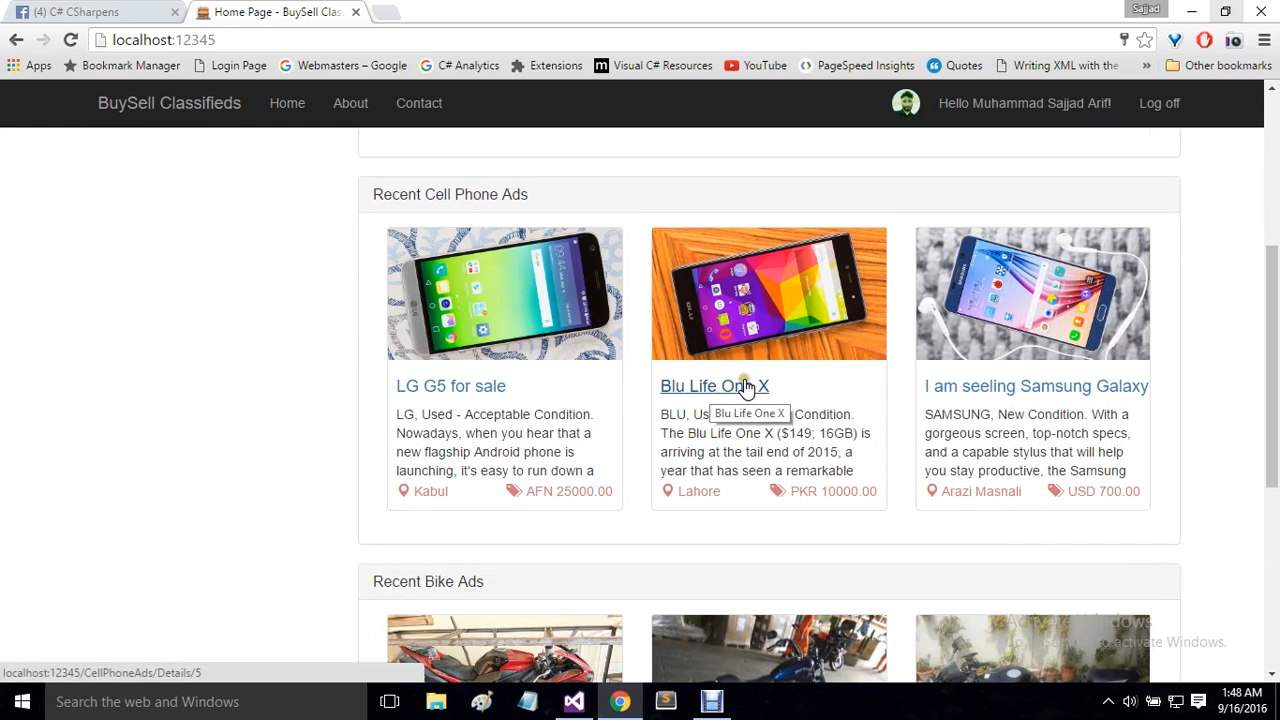 (4) C# CSharpens
Home Page - BuySell Clas
Sajjad
localhost:12345
Apps
Bookmark Manager
Login Page
Webmasters – Google
C# Analytics
Extensions
Visual C# Resources
YouTube
PageSpeed Insights
Quotes
Writing XML with the
»
Other bookmarks
BuySell Classifieds
Home
About
Contact
Hello Muhammad Sajjad Arif!
Log off
Recent Cell Phone Ads
LG G5 for sale
LG, Used - Acceptable Condition.
Nowadays, when you hear that a
new flagship Android phone is
launching, it's easy to run down a
Kabul
AFN 25000.00
Blu Life One X
Blu Life One X
BLU, Us Condition.
The Blu Life One X ($149; 16GB) is
arriving at the tail end of 2015, a
year that has seen a remarkable
Lahore
PKR 10000.00
I am seeling Samsung Galaxy
SAMSUNG, New Condition. With a
gorgeous screen, top-notch specs,
and a capable stylus that will help
you stay productive, the Samsung
Arazi Masnali
USD 700.00
Recent Bike Ads
Activate Windows
activate Windows.
localhost:12345/CellPhoneAds/Details/5
Search the web and Windows
1:48 AM
9/16/2016